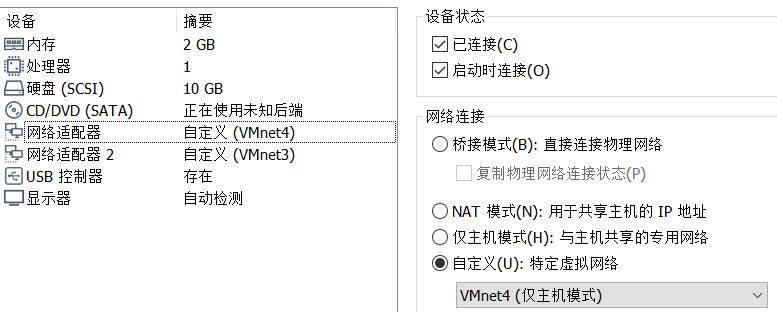 设备 摘要
内存 2 GB
处理器 1
硬盘 (SCSI) 10 GB
CD/DVD (SATA) 正在使用未知后端
网络适配器 自定义 (VMnet4)
网络适配器 2 自定义 (VMnet3)
USB 控制器 存在
显示器 自动检测
设备状态
已连接(C)
启动时连接(O)
网络连接
桥接模式(B): 直接连接物理网络
复制物理网络连接状态(P)
NAT 模式(N): 用于共享主机的 IP 地址
仅主机模式(H): 与主机共享的专用网络
自定义(U): 特定虚拟网络
VMnet4 (仅主机模式)